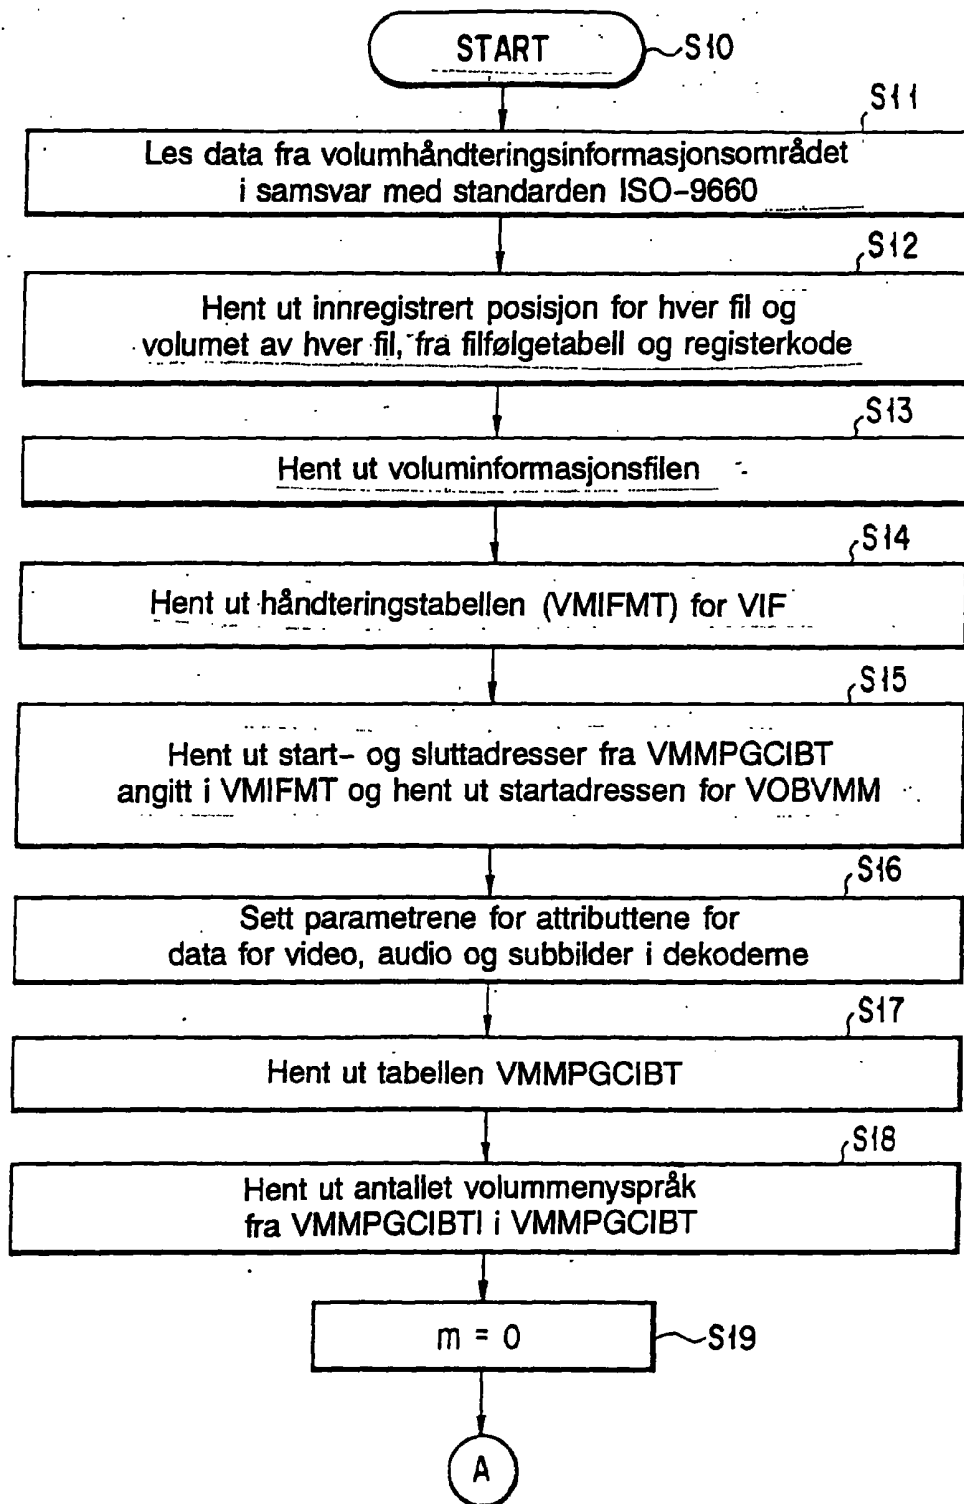 START
S10
S11
Les data fra volumhåndteringsinformasjonsområdet
i samsvar med standarden ISO-9660
S12
Hent ut innregistrert posisjon for hver fil og
volumet av hver fil, fra filfølgetabell og registerkode
S13
Hent ut voluminformasjonsfilen
S14
Hent ut håndteringstabellen (VMIFMT) for VIF
S15
Hent ut start- og sluttadresser fra VMMPGCIBT
angitt i VMIFMT og hent ut startadressen for VOBVMM
S16
Sett parametrene for attributtene for
data for video, audio og subbilder i dekoderne
S17
Hent ut tabellen VMMPGCIBT
S18
Hent ut antallet volummenyspråk
fra VMMPGCIBTI i VMMPGCIBT
m = 0
S19
A